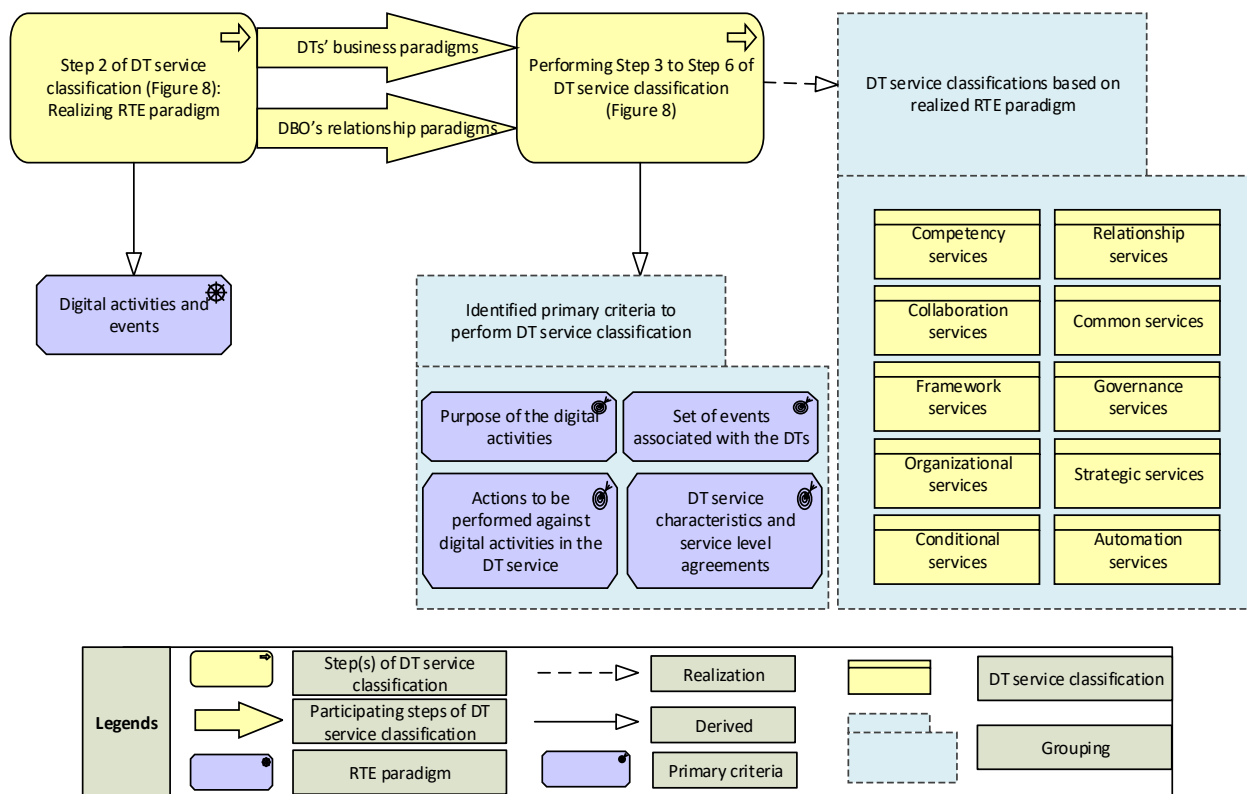 Step 2 of DT service
classification (Figure 8):
Realizing RTE paradigm
DTs’ business paradigms
DBO’s relationship paradigms
Performing Step 3 to Step 6 of
DT service classification
(Figure 8)
DT service classifications based on
realized RTE paradigm
Digital activities and
events
Identified primary criteria to
perform DT service classification
Purpose of the digital
activities
Set of events
associated with the DTs
Actions to be
performed against
digital activities in the
DT service
DT service
characteristics and
service level
agreements
Competency
services
Relationship
services
Collaboration
services
Common services
Framework
services
Governance
services
Organizational
services
Strategic services
Conditional
services
Automation
services
Legends
Step(s) of DT service
classification
Participating steps of DT
service classification
RTE paradigm
Realization
Derived
Primary criteria
DT service classification
Grouping